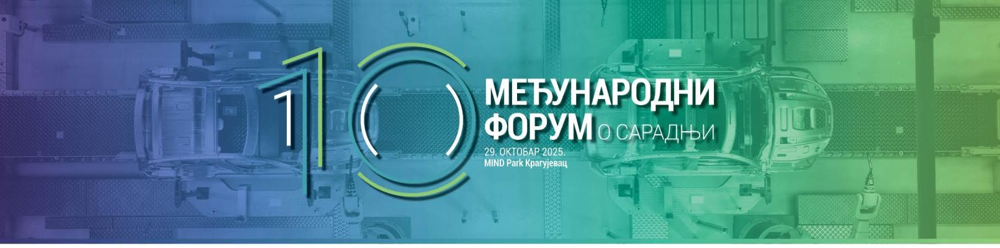 10
МЕЂУНАРОДНИ
ФОРУМ О САРАДЊИ
29. ОКТОБАР 2025.
MIND Park Крагујевац